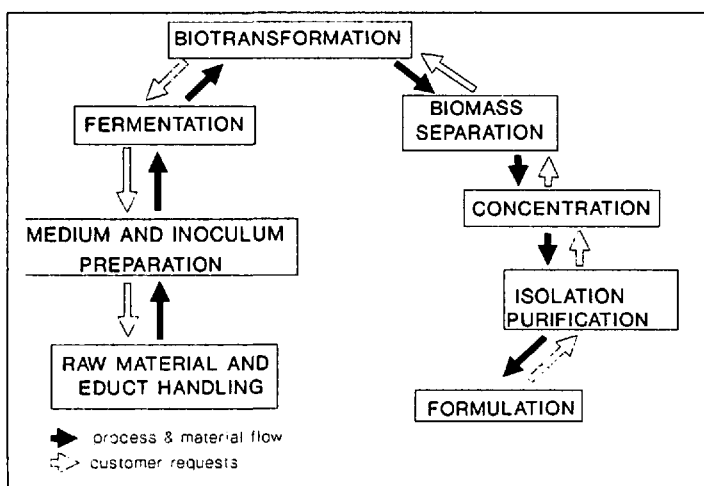 BIOTRANSFORMATION
FERMENTATION
MEDIUM AND INOCULUM
PREPARATION
RAW MATERIAL AND
EDUCT HANDLING
BIOMASS
SEPARATION
CONCENTRATION
ISOLATION
PURIFICATION
FORMULATION
process & material flow
customer requests